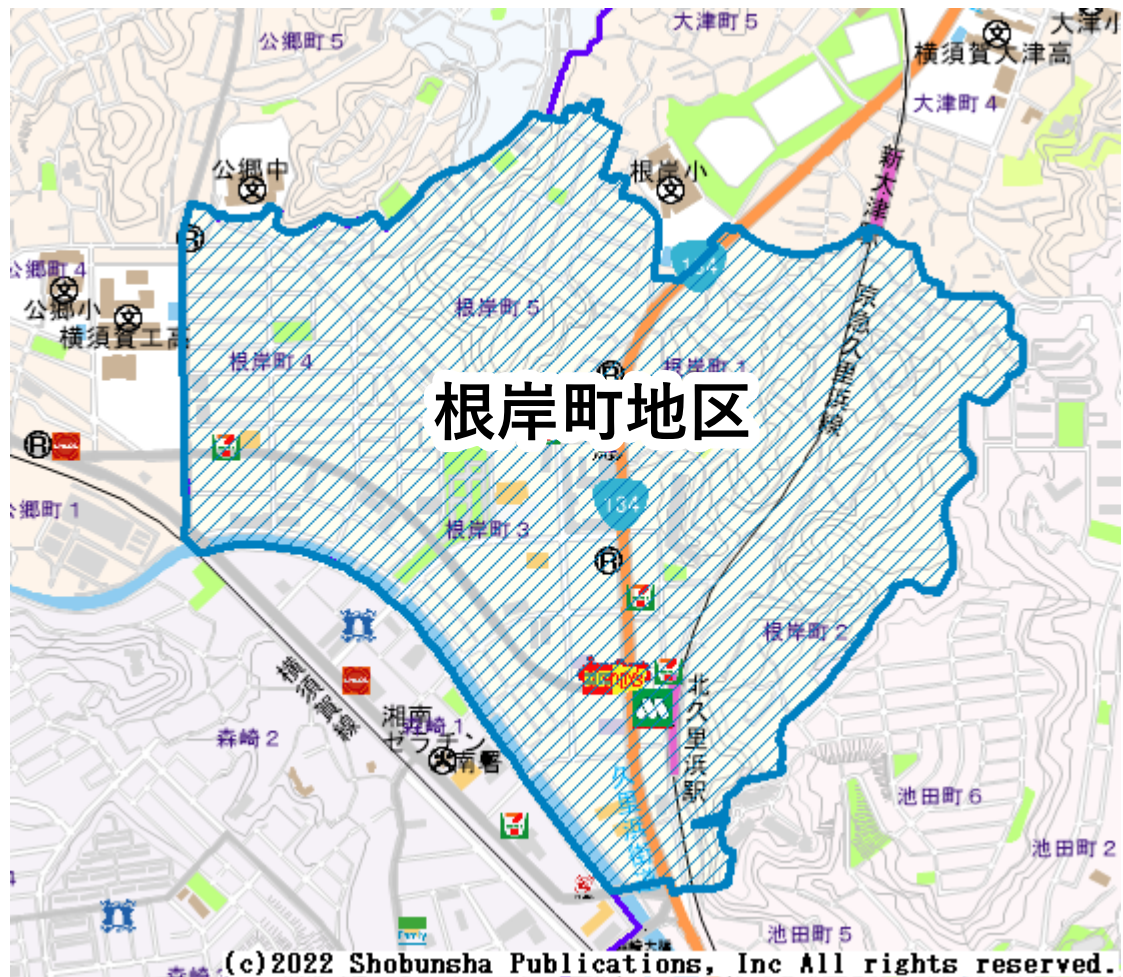 大津町5
大津小
公郷町5
横須賀大津高
大津町4
公郷中
根岸小
新大津駅
134
公郷町4
公郷小
横須賀工高
根岸町5
京急久里浜線
根岸町4
根岸町1
根岸町地区
134
公郷町1
根岸町3
根岸町2
横須賀線
北久里浜駅
湘南
ゼラチン
森崎1
南署
森崎2
池田町6
池田町2
池田町5
(c)2022 Shobunsha Publications, Inc All rights reserved.